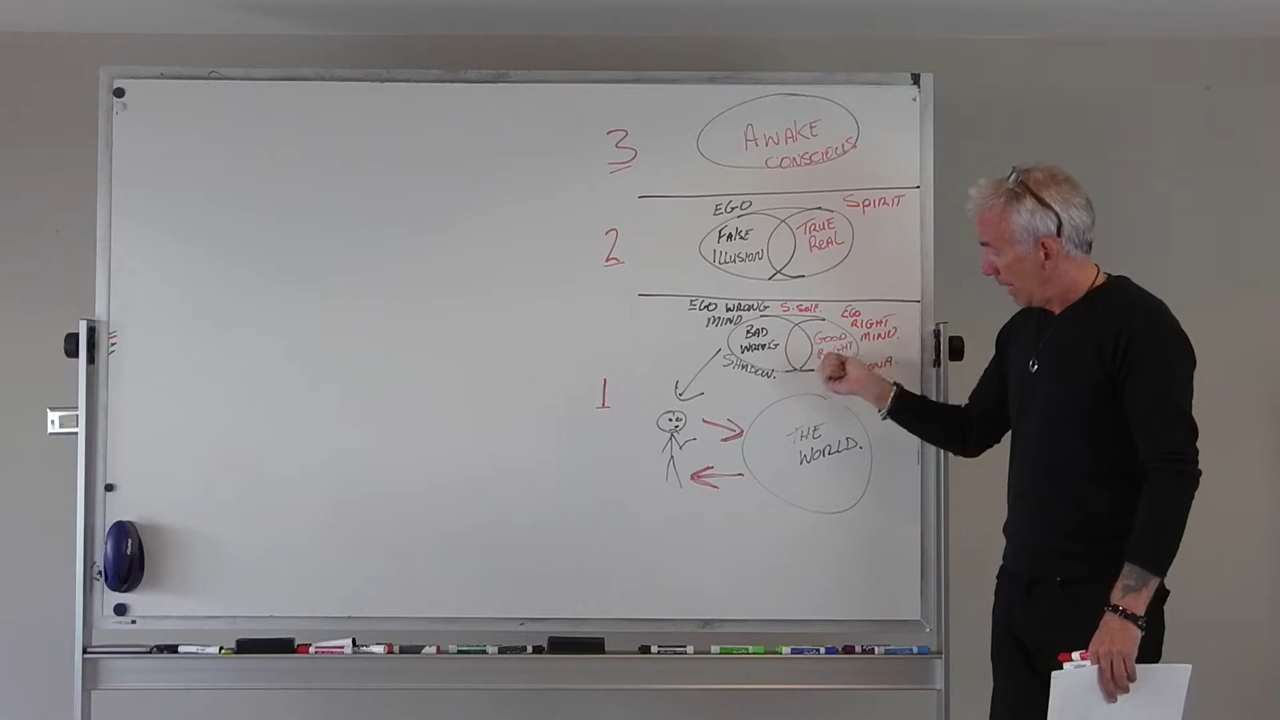 3
AWAKE
CONSCIOUS
2
EGO
SPIRIT
FALSE
ILLUSION
TRUE
REAL
1
EGO WRONG
MIND
S-SELF.
EGO
RIGHT
MIND.
BAD
WRONG
GOOD
SHADOW.
THE
WORLD.